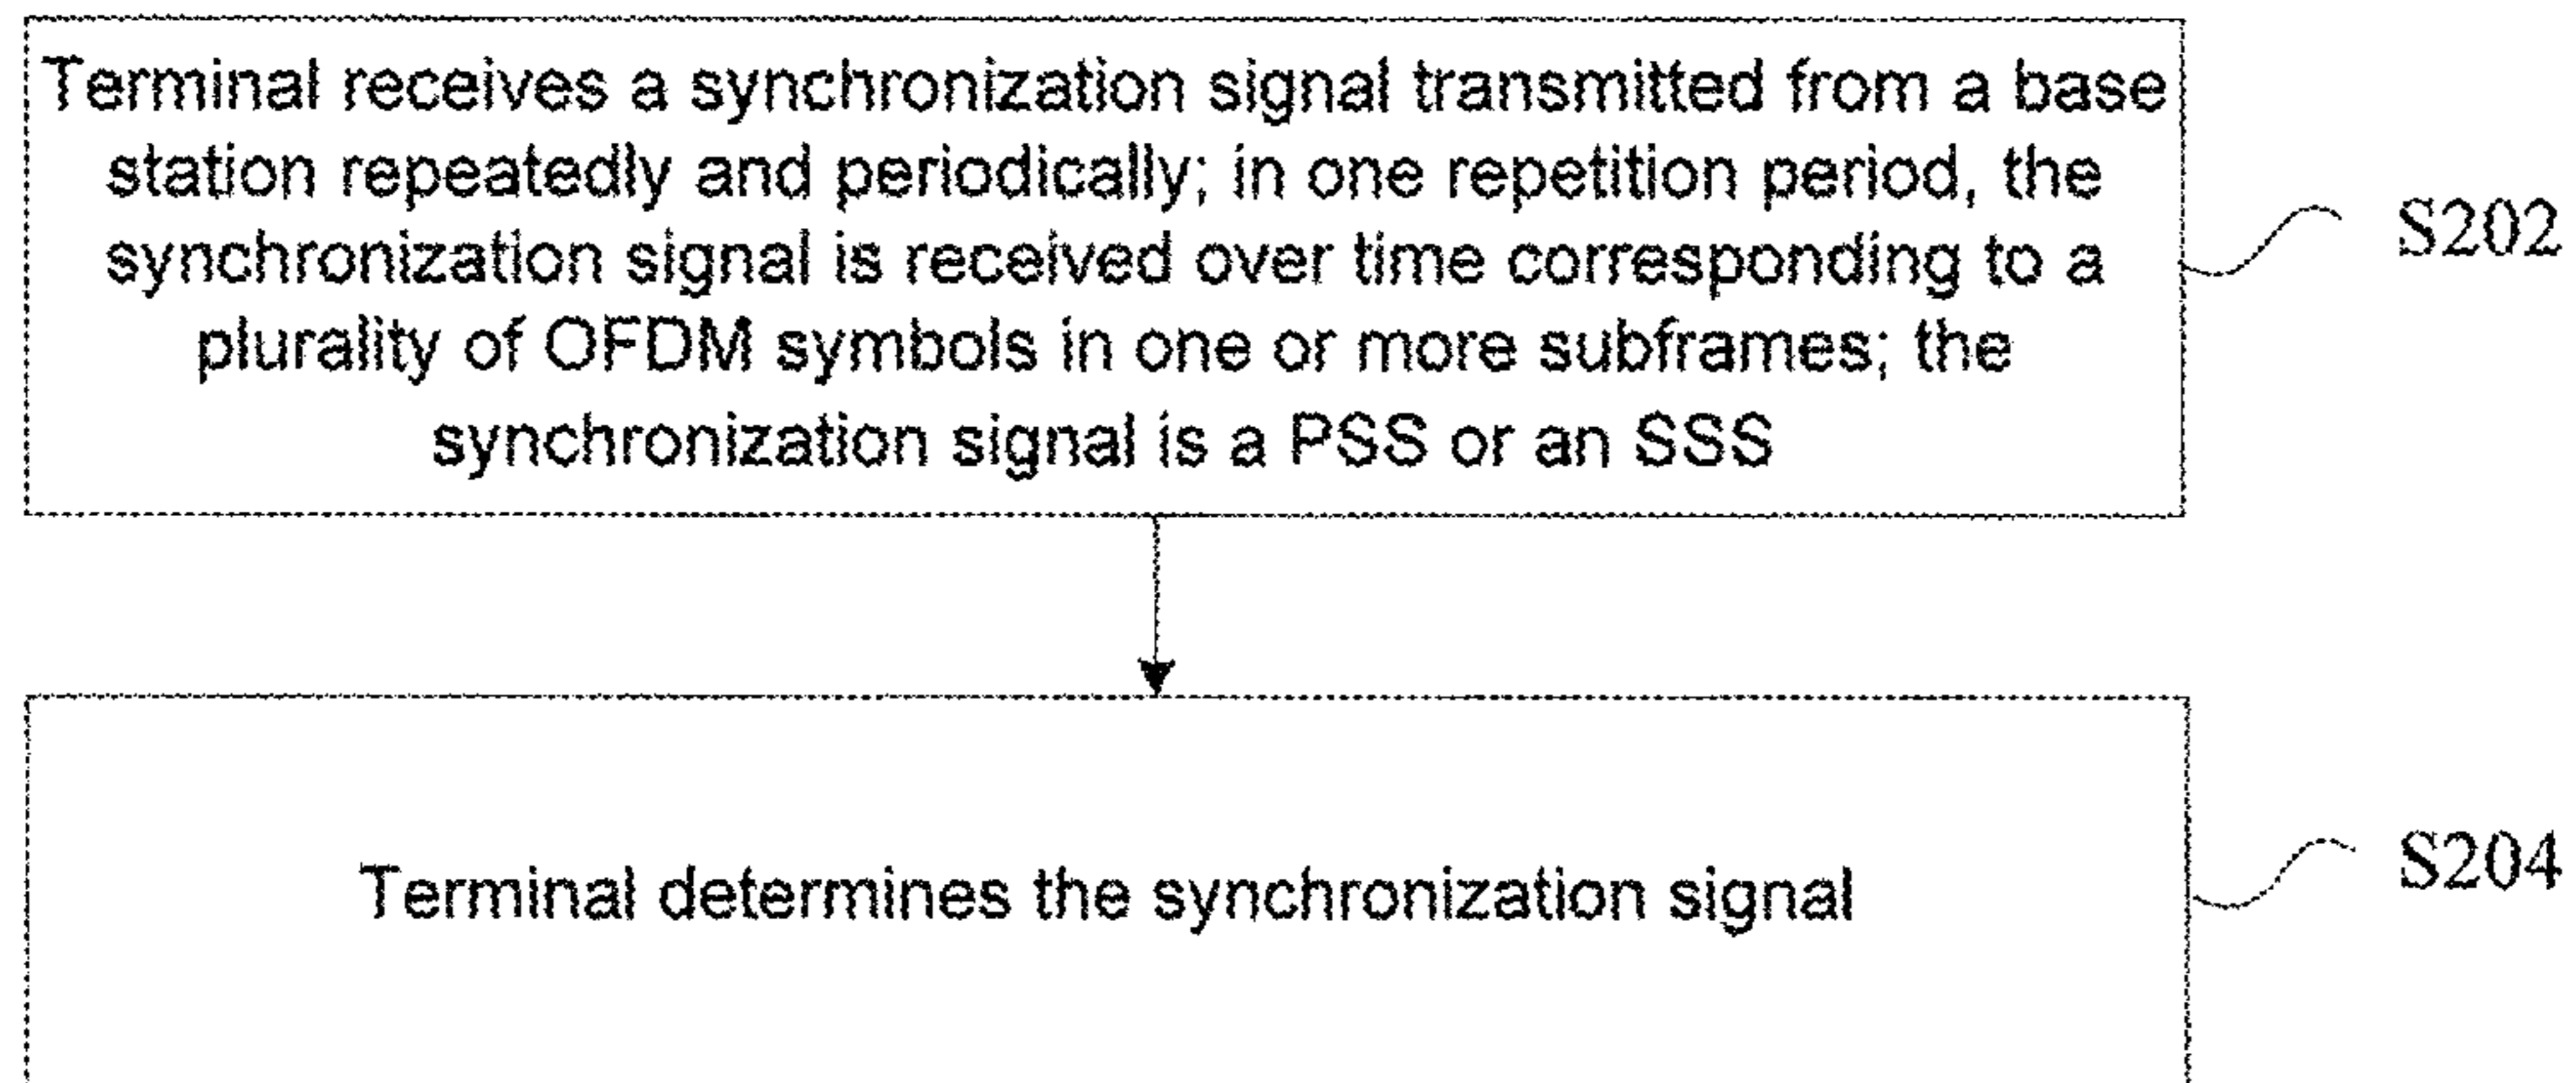 Terminal receives a synchronization signal transmitted from a base
station repeatedly and periodically; in one repetition period, the
synchronization signal is received over time corresponding to a
plurality of OFDM symbols in one or more subframes; the
synchronization signal is a PSS or an SSS
S202
Terminal determines the synchronization signal
S204